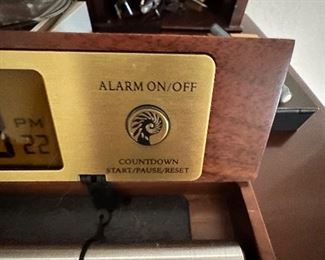 ALARM ON/OFF
PM
22
COUNTDOWN
START/PAUSE/RESET